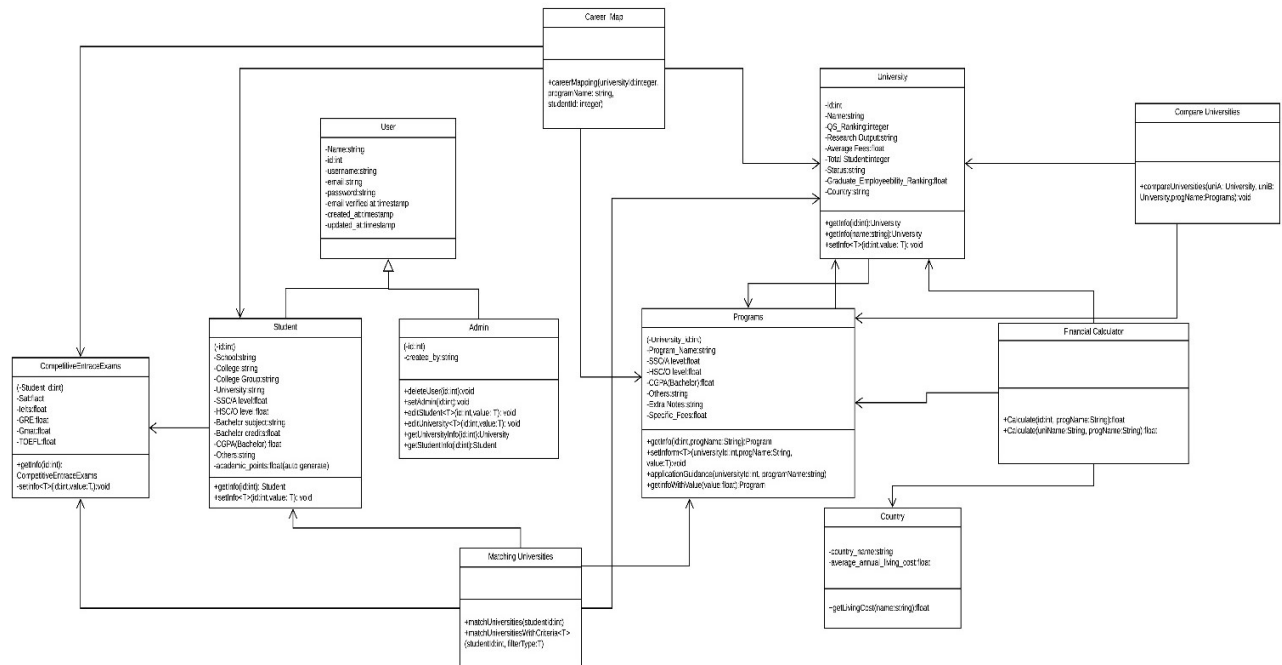 Career Map
+careerMapping(universityId:integer,
programName: string,
studentId: integer)
User
-Name:string
-id:int
-username:string
-email:string
-password:string
-email verified at:timestamp
-created_at:timestamp
-updated_at:timestamp
University
-Id:int
-Name:string
-QS_Ranking:integer
-Research Output:string
-Average Fees:float
-Total Student:integer
-Status:string
-Graduate_Employeebility_Ranking:float
-Country:string
+getInfo(id:int):University
+getInfo(name:string):University
+setInfo<T>(id:int,value: T): void
Compare Universities
+compareUniversities(uniA: University, uniB:
University,progName:Programs):void
Student
(-id:int)
-School:string
-College:string
-College Group:string
-University:string
-SSC/A level:float
-HSC/O level:float
-Bachelor subject:string
-Bachelor credits:float
-CGPA(Bachelor):float
-Others:string
-academic_points:float(auto generate)
+getInfo(id:int): Student
+setInfo<T>(id:int,value: T): void
Admin
(-id:int)
-created_by:string
+deleteUser(id:int):void
+setAdmin(id:int): void
+editStudent<T>(id:int,value: T): void
+editUniversity<T>(id:int,value: T): void
+getUniversityInfo(id:int):University
+getStudentInfo(id:int):Student
CompetitiveEntraceExams
(-Student id:int)
-Sat:flact
-Ielts:float
-GRE:float
-Gmat:float
-TOEFL:float
+getInfo(id:int):
CompetitiveEntraceExams
-setInfo<T>(id:int,value:T,):void
Programs
(-University_id:int)
-Program_Name:string
-SSC/A level:float
-HSC/O level:float
-CGPA(Bachelor):float
-Others:string
-Extra Notes:string
-Specific_Fees:float
+getInfo(id:int,progName:String):Program
+setInform<T>(universityId:int,progName:String,
value:T):void
+applicationGuidance(universityId:int, programName:string)
+getInfoWithValue(value:float):Program
Financial Calculator
+Calculate(id:int, progName:String):float
+Calculate(uniName:String, progName:String):float
Country
-country_name:string
-average_annual_living_cost:float
+getLivingCost(name:string):float
Matching Universities
+matchUniversities(studentId:int)
+matchUniversitiesWithCriteria<T>
(studentId:int, filterType:T)